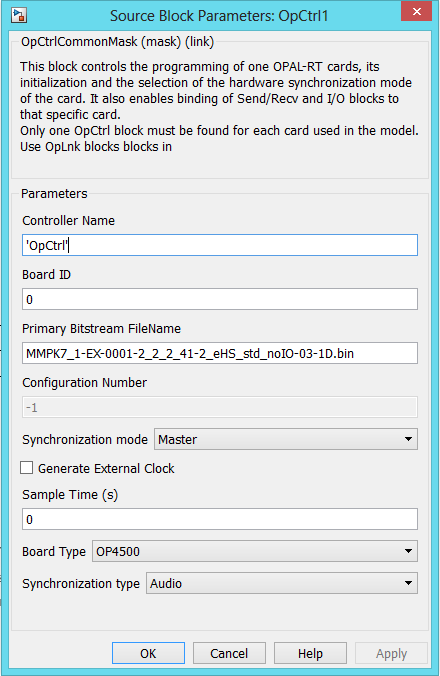 Source Block Parameters: OpCtrl1
OpCtrlCommonMask (mask) (link)
This block controls the programming of one OPAL-RT cards, its
initialization and the selection of the hardware synchronization mode
of the card. It also enables binding of Send/Recv and I/O blocks to
that specific card.
Only one OpCtrl block must be found for each card used in the model.
Use OpLnk blocks blocks in
Parameters
Controller Name
'OpCtrl'
Board ID
0
Primary Bitstream FileName
MMPK7_1-EX-0001-2_2_2_41-2_eHS_std_noIO-03-1D.bin
Configuration Number
-1
Synchronization mode Master
Generate External Clock
Sample Time (s)
0
Board Type OP4500
Synchronization type Audio
OK Cancel Help Apply